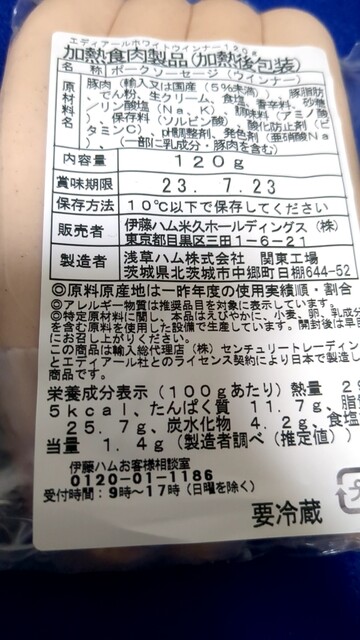 エディアールホワイトウインナー120g
加熱食肉製品(加熱後包装)
名称 ポークソーセージ(ウインナー)
原材料名 豚肉(輸入又は国産(5%未満)、豚脂肪
、でん粉、生クリーム、食塩、香辛料、砂糖
/リン酸塩(Na、K)、調味料(アミノ酸
)、保存料(ソルビン酸)、酸化防止剤(ビ
タミンC)、pH調整剤、発色剤(亜硝酸Na
)、(一部に乳成分・豚肉を含む)
内容量 120g
賞味期限 23. 7.23
保存方法 10℃以下で保存してください
販売者 伊藤ハム米久ホールディングス(株)
東京都目黒区三田1-6-21
製造者 浅草ハム株式会社 関東工場
茨城県北茨城市中郷町日棚644-52
◎原料原産地は一昨年度の使用実績順・割合
◎アレルギー物質は推奨品目を対象に表示しています。
◎特定原材料に関し、本品はえびやかに、小麦、卵、乳成分
を含む原料を使用した設備で生産しています。開封後は早目
にお召し上がりください。
この商品は輸入総代理店(株)センチュリートレーディン
とエディアール社とのライセンス契約により日本で製造し
商品です。
栄養成分表示(100gあたり)熱量 2
5kcal、たんぱく質 11.7g、脂
25.7g、炭水化物 4.2g、食塩
当量 1.4g(製造者調べ(推定値))
伊藤ハムお客様相談室
0120-01-1186
受付時間:9時~17時(日曜を除く)
要冷蔵